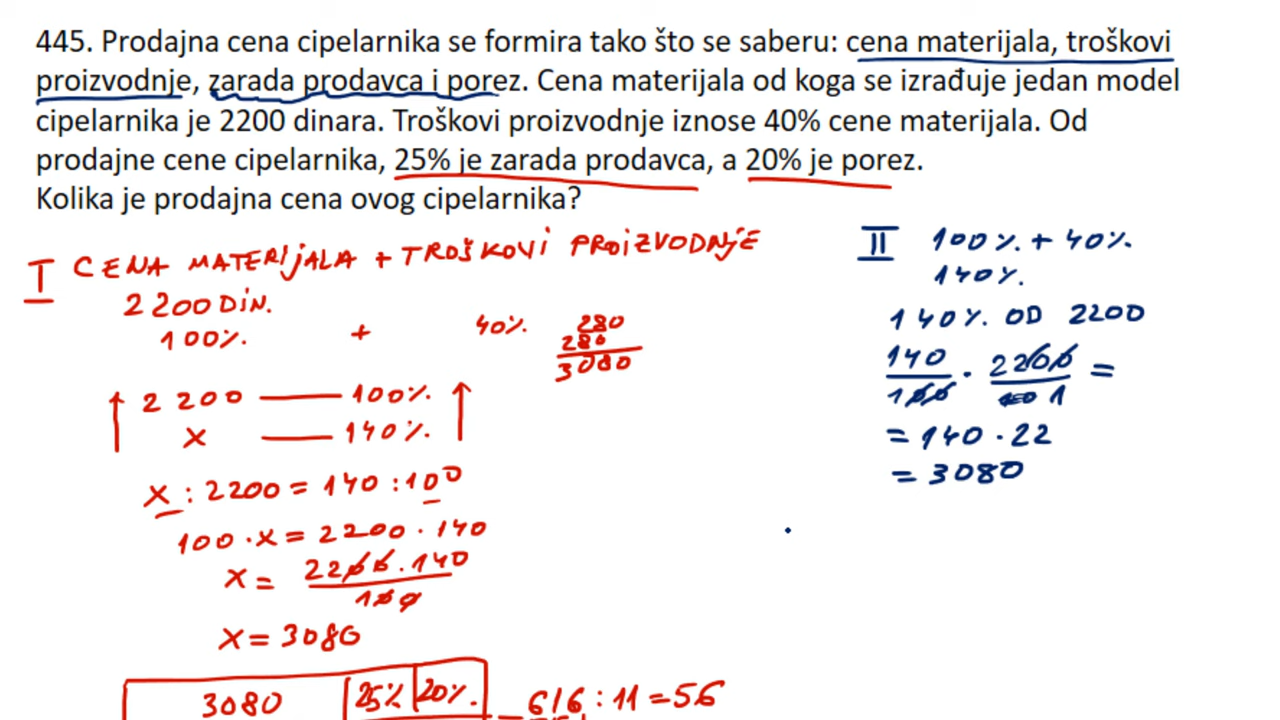 445. Prodajna cena cipelarnika se formira tako što se saberu: cena materijala, troškovi
proizvodnje, zarada prodavca i porez. Cena materijala od koga se izrađuje jedan model
cipelarnika je 2200 dinara. Troškovi proizvodnje iznose 40% cene materijala. Od
prodajne cene cipelarnika, 25% je zarada prodavca, a 20% je porez.
Kolika je prodajna cena ovog cipelarnika?
I CENA MATERIJALA + TROŠKOVI PROIZVODNJE
2200 DIN.
100% + 40%
280
280
3080
2200 — 100%.
X — 140%.
X : 2200 = 140 : 100
100 · X = 2200 · 140
X = 2200 · 140
100
X = 3080
3080 25% 20%.
616 : 11 = 56
II 100% + 40%.
140%.
140%. OD 2200
140 · 2200 =
100 1
= 140 · 22
= 3080